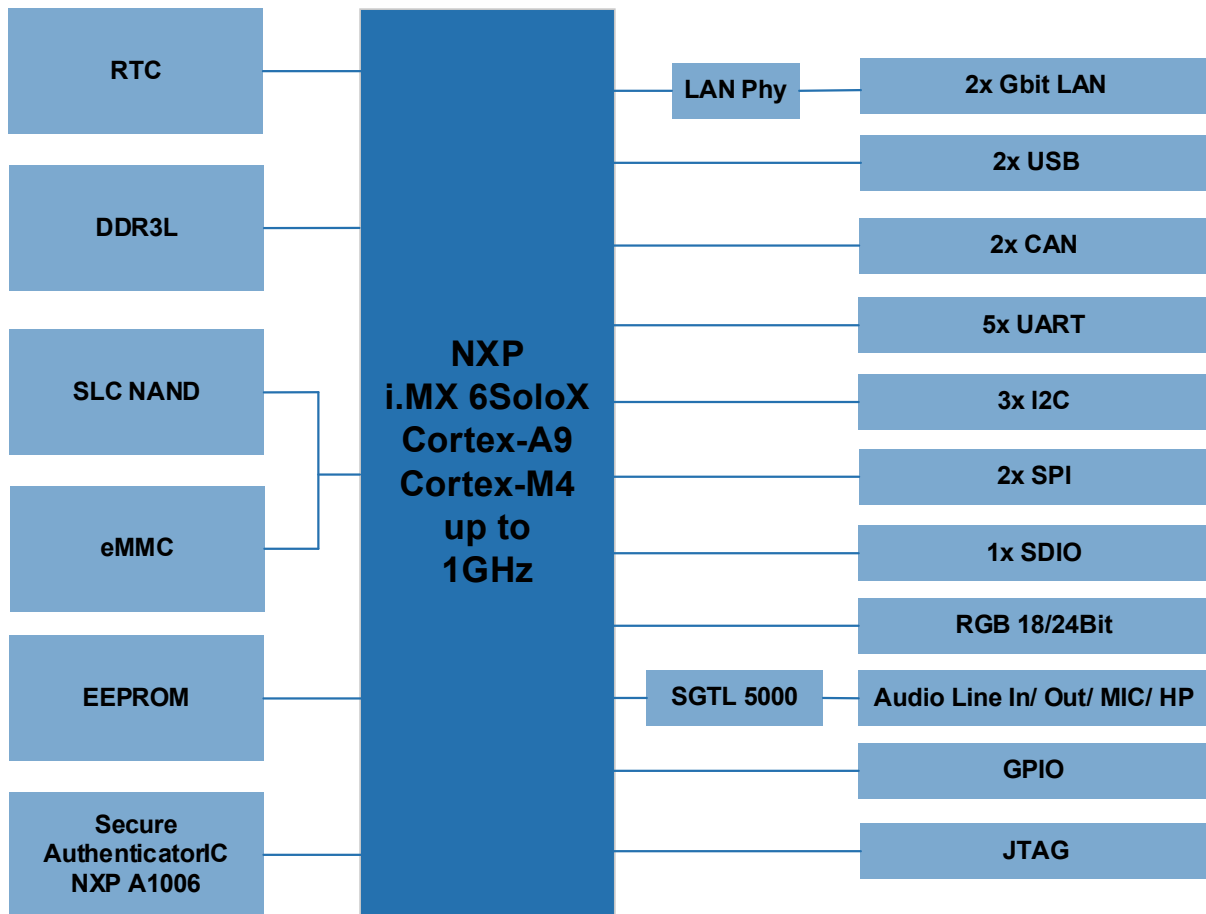 RTC
DDR3L
SLC NAND
eMMC
EEPROM
Secure
AuthenticatorIC
NXP A1006
NXP
i.MX 6SoloX
Cortex-A9
Cortex-M4
up to
1GHz
LAN Phy
2x Gbit LAN
2x USB
2x CAN
5x UART
3x I2C
2x SPI
1x SDIO
RGB 18/24Bit
SGTL 5000
Audio Line In/ Out/ MIC/ HP
GPIO
JTAG